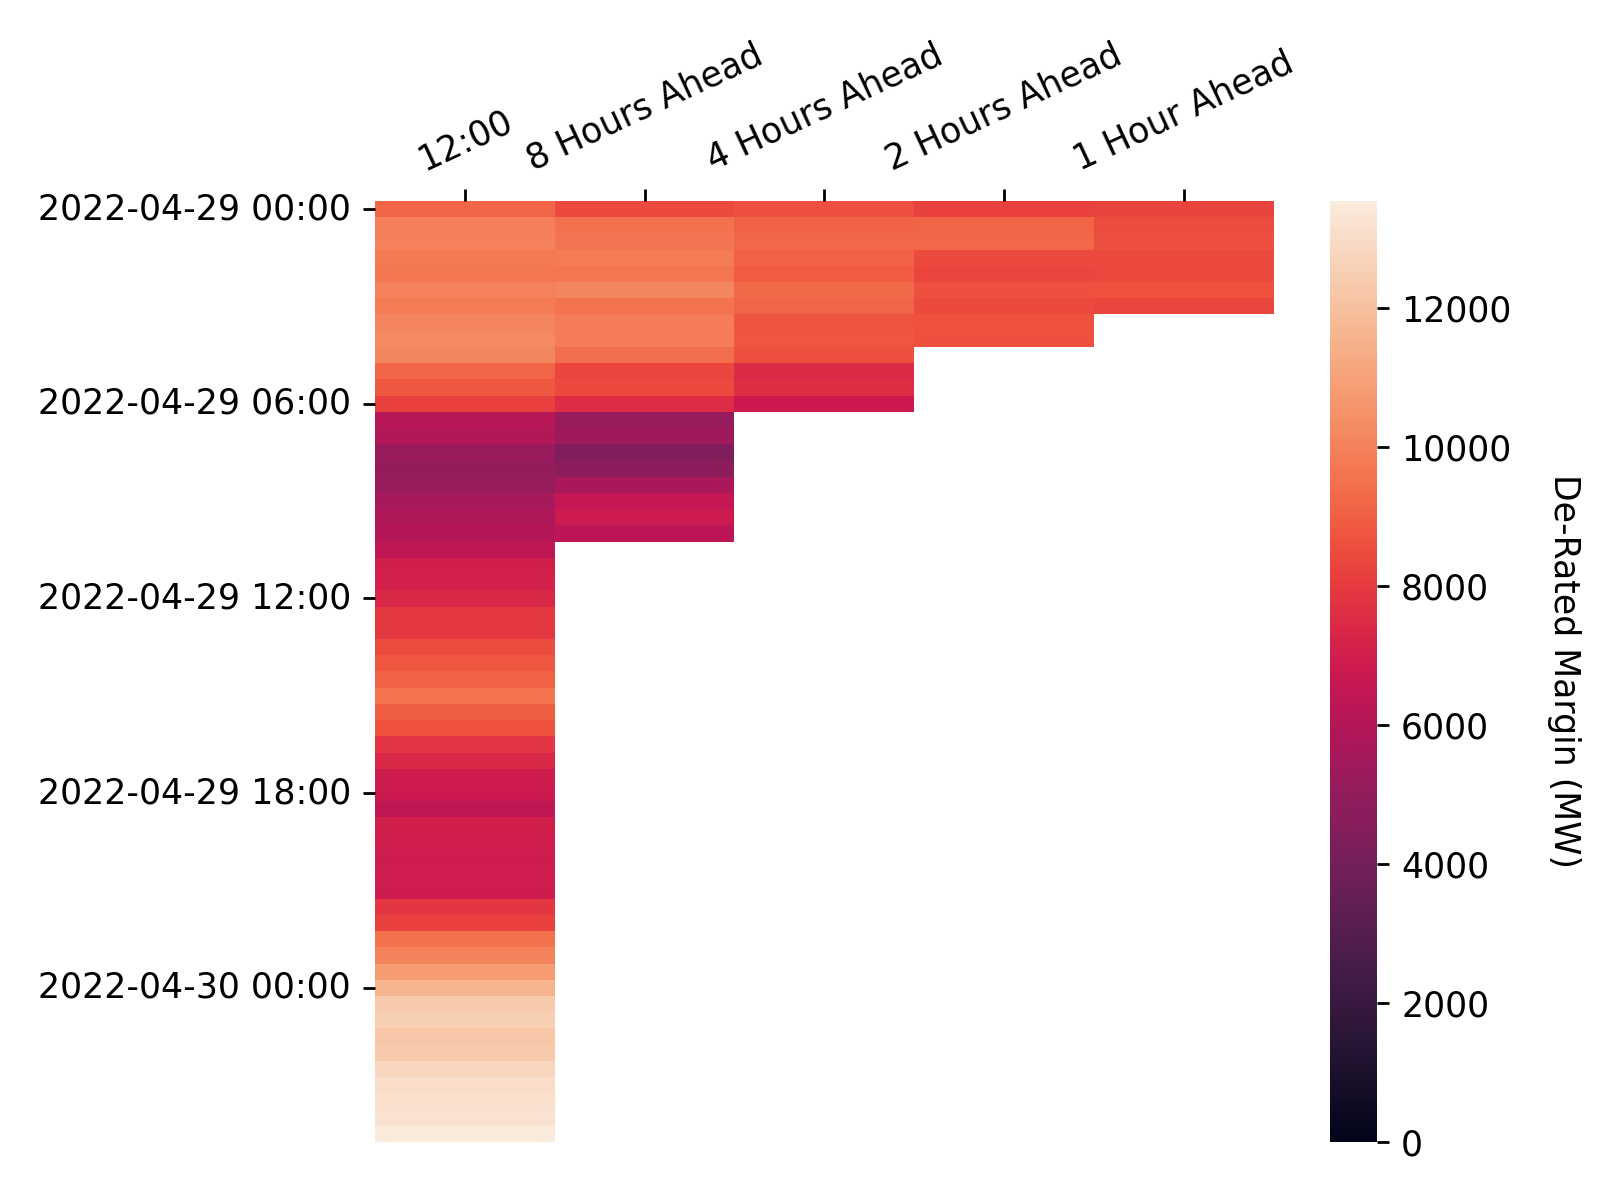 12:00
8 Hours Ahead
4 Hours Ahead
2 Hours Ahead
1 Hour Ahead
2022-04-29 00:00
2022-04-29 06:00
2022-04-29 12:00
2022-04-29 18:00
2022-04-30 00:00
12000
10000
8000
6000
4000
2000
0
De-Rated Margin (MW)